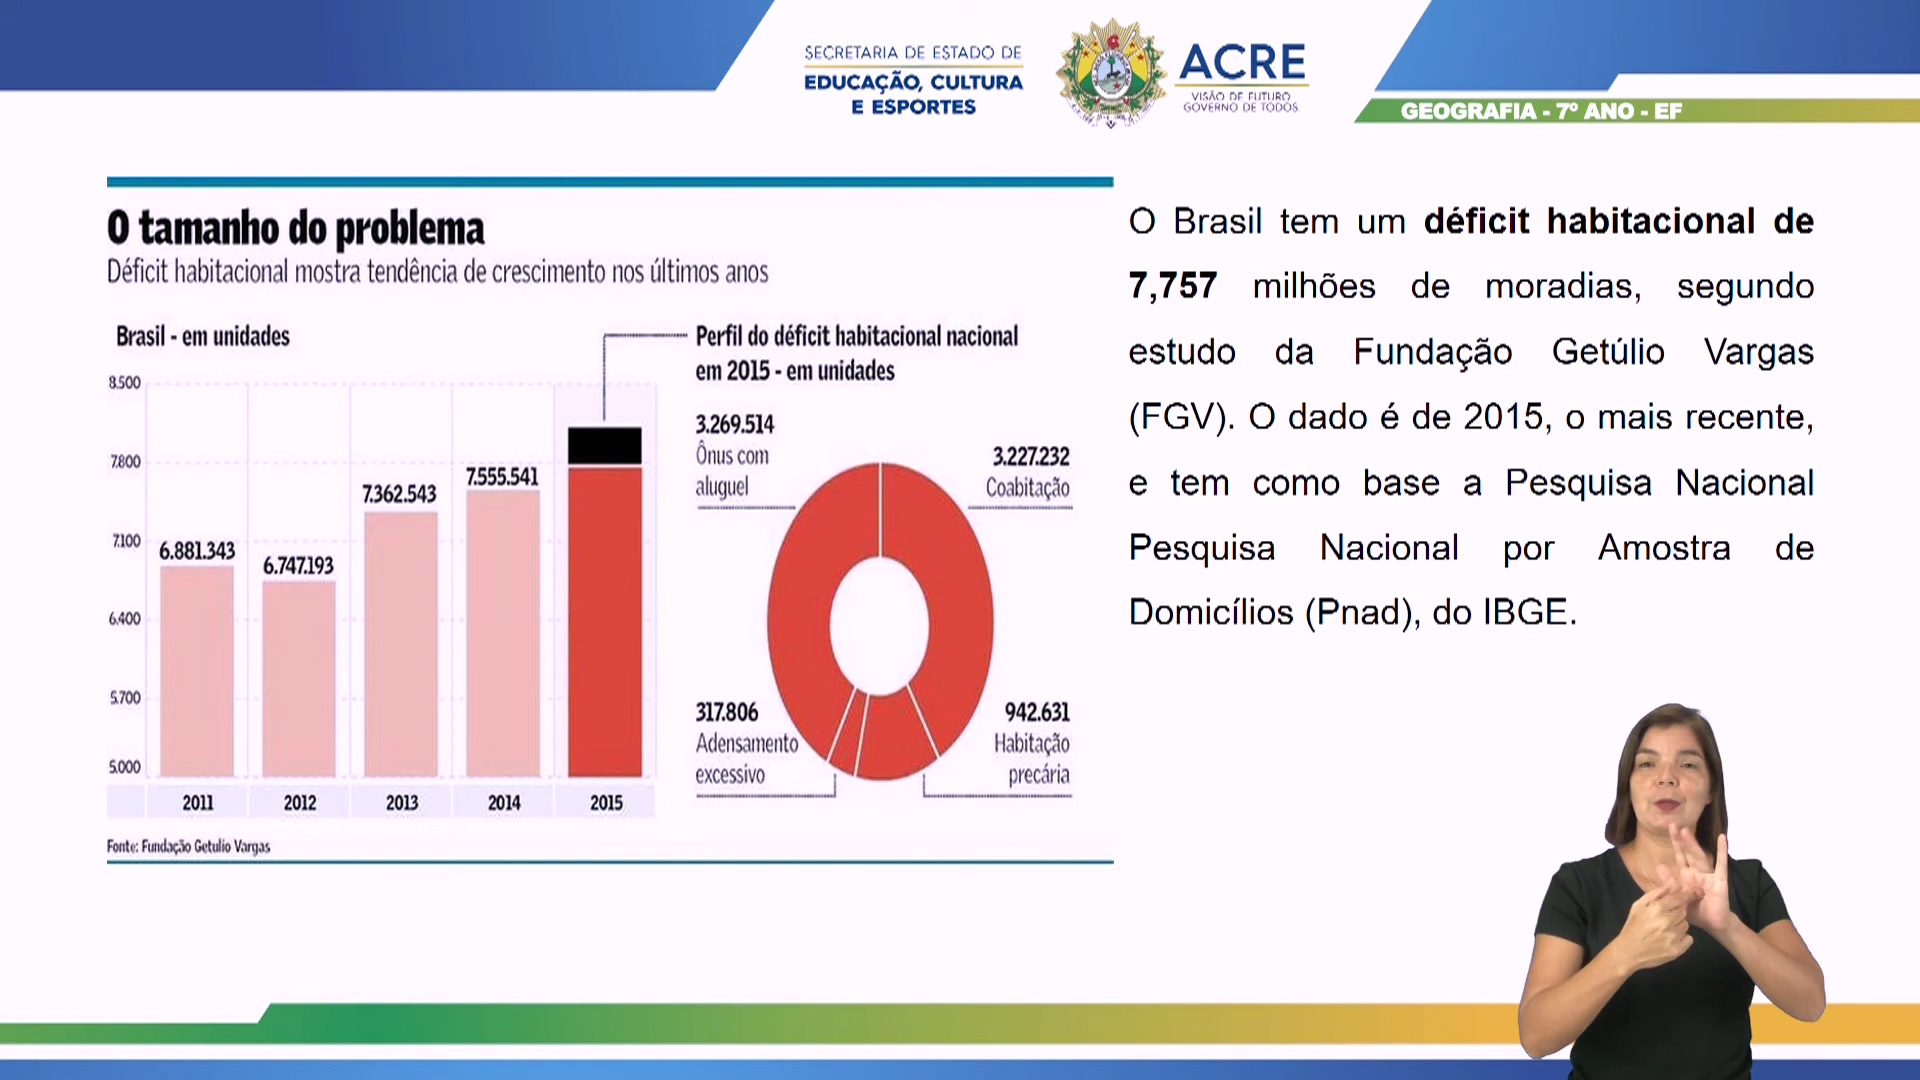 SECRETARIA DE ESTADO DE
EDUCAÇÃO, CULTURA
E ESPORTES
ACRE
VISÃO DE FUTURO
GOVERNO DE TODOS
GEOGRAFIA - 7º ANO - EF
O tamanho do problema
Déficit habitacional mostra tendência de crescimento nos últimos anos
Brasil - em unidades
8.500
7.800
7.100
6.400
5.700
5.000
6.881.343
6.747.193
7.362.543
7.555.541
2011
2012
2013
2014
2015
Perfil do déficit habitacional nacional
em 2015 - em unidades
3.269.514
Ônus com
aluguel
3.227.232
Coabitação
317.806
Adensamento
excessivo
942.631
Habitação
precária
Fonte: Fundação Getulio Vargas
O Brasil tem um déficit habitacional de
7,757 milhões de moradias, segundo
estudo da Fundação Getúlio Vargas
(FGV). O dado é de 2015, o mais recente,
e tem como base a Pesquisa Nacional
Pesquisa Nacional por Amostra de
Domicílios (Pnad), do IBGE.